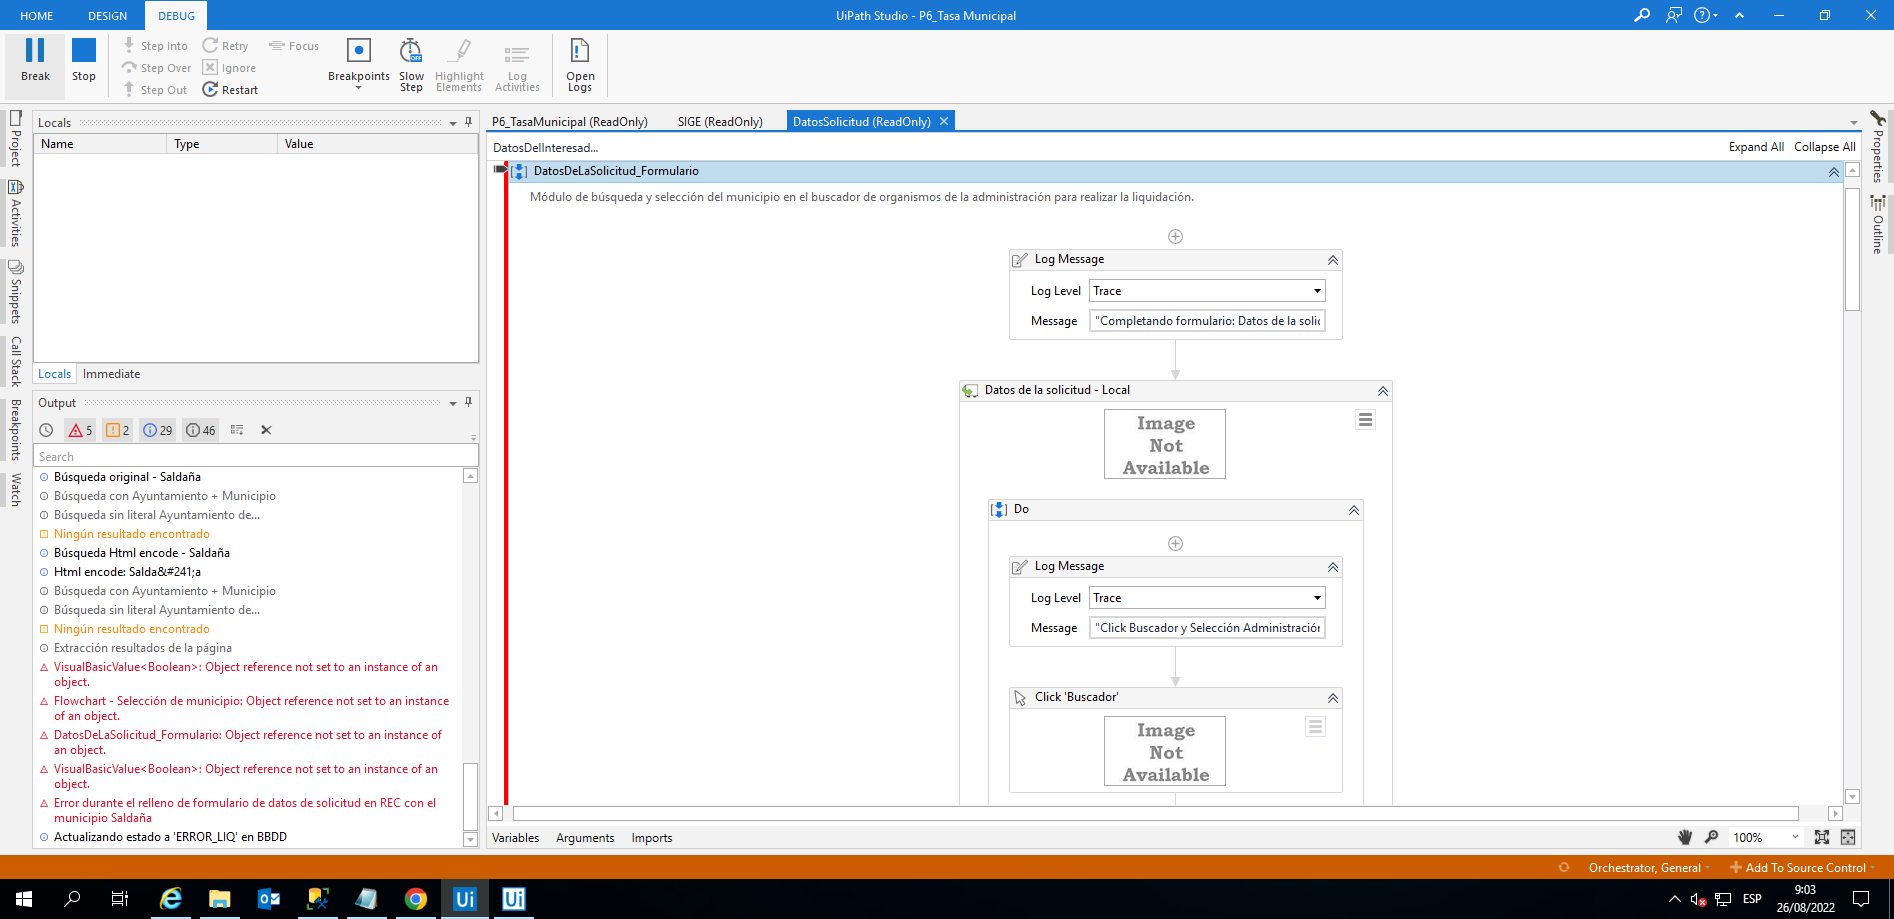 HOME DESIGN DEBUG
UiPath Studio - P6_Tasa Municipal
Break
Stop
Step Into
Step Over
Step Out
Retry
Ignore
Restart
Focus
Breakpoints
Slow
Step
OFF
Highlight
Elements
Log
Activities
Open
Logs
Project
Activities
Snippets
Call Stack
Breakpoints
Watch
Locals
Name Type Value
Locals Immediate
Output
5 2 29 46
Search
Búsqueda original - Saldaña
Búsqueda con Ayuntamiento + Municipio
Búsqueda sin literal Ayuntamiento de...
Ningún resultado encontrado
Búsqueda Html encode - Saldaña
Html encode: Salda&#241;a
Búsqueda con Ayuntamiento + Municipio
Búsqueda sin literal Ayuntamiento de...
Ningún resultado encontrado
Extracción resultados de la página
VisualBasicValue<Boolean>: Object reference not set to an instance of an
object.
Flowchart - Selección de municipio: Object reference not set to an instance
of an object.
DatosDeLaSolicitud_Formulario: Object reference not set to an instance of
an object.
VisualBasicValue<Boolean>: Object reference not set to an instance of an
object.
Error durante el relleno de formulario de datos de solicitud en REC con el
municipio Saldaña
Actualizando estado a 'ERROR_LIQ' en BBDD
P6_TasaMunicipal (ReadOnly) SIGE (ReadOnly) DatosSolicitud (ReadOnly)
DatosDelInteresad...
Expand All Collapse All
DatosDeLaSolicitud_Formulario
Módulo de búsqueda y selección del municipio en el buscador de organismos de la administración para realizar la liquidación.
Log Message
Log Level Trace
Message "Completando formulario: Datos de la solic
Datos de la solicitud - Local
Image
Not
Available
Do
Log Message
Log Level Trace
Message "Click Buscador y Selección Administración
Click 'Buscador'
Image
Not
Available
Variables Arguments Imports
100%
Properties
Outline
Orchestrator, General
Add To Source Control
Ui
Ui
ESP
9:03
26/08/2022